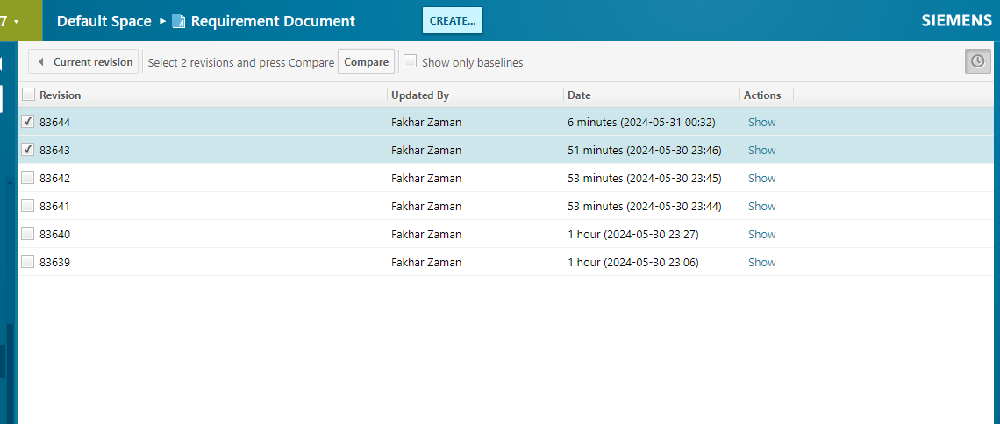 7 Default Space Requirement Document CREATE... SIEMENS
Current revision Select 2 revisions and press Compare Compare Show only baselines
Revision Updated By Date Actions
83644 Fakhar Zaman 6 minutes (2024-05-31 00:32) Show
83643 Fakhar Zaman 51 minutes (2024-05-30 23:46) Show
83642 Fakhar Zaman 53 minutes (2024-05-30 23:45) Show
83641 Fakhar Zaman 53 minutes (2024-05-30 23:44) Show
83640 Fakhar Zaman 1 hour (2024-05-30 23:27) Show
83639 Fakhar Zaman 1 hour (2024-05-30 23:06) Show